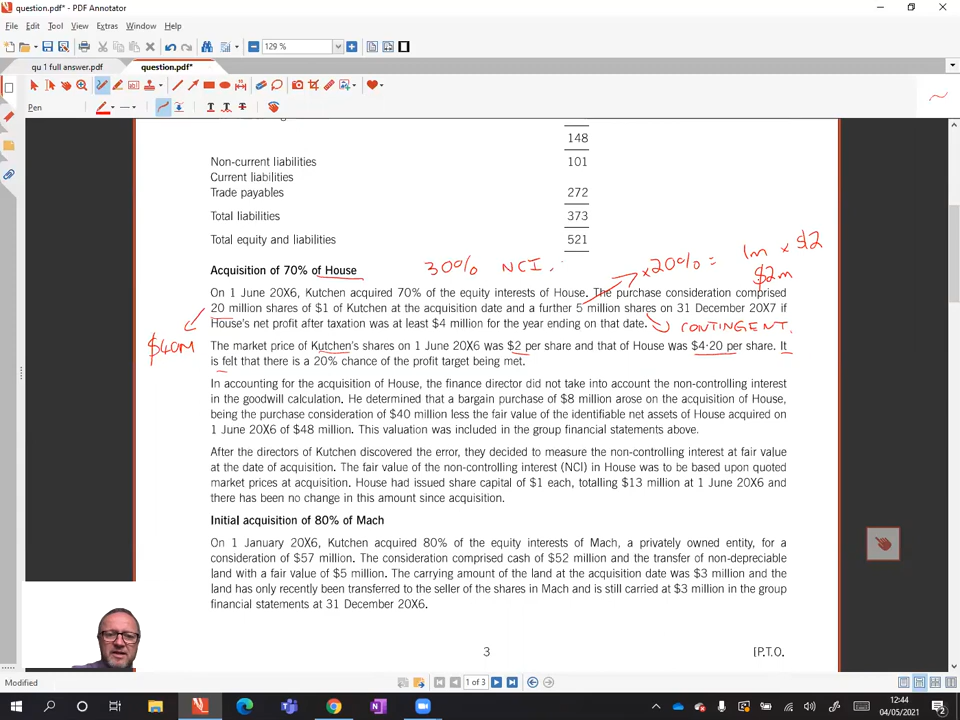 question.pdf* - PDF Annotator
File Edit Tool View Extras Window Help
129 %
qu 1 full answer.pdf question.pdf*
Pen
148
Non-current liabilities 101
Current liabilities
Trade payables 272
Total liabilities 373
Total equity and liabilities 521
30% NCI.
x20% = 1m x $2
$2m
Acquisition of 70% of House
On 1 June 20X6, Kutchen acquired 70% of the equity interests of House. The purchase consideration comprised
20 million shares of $1 of Kutchen at the acquisition date and a further 5 million shares on 31 December 20X7 if
House's net profit after taxation was at least $4 million for the year ending on that date.
CONTINGENT.
$40M
The market price of Kutchen's shares on 1 June 20X6 was $2 per share and that of House was $4·20 per share. It
is felt that there is a 20% chance of the profit target being met.
In accounting for the acquisition of House, the finance director did not take into account the non-controlling interest
in the goodwill calculation. He determined that a bargain purchase of $8 million arose on the acquisition of House,
being the purchase consideration of $40 million less the fair value of the identifiable net assets of House acquired on
1 June 20X6 of $48 million. This valuation was included in the group financial statements above.
After the directors of Kutchen discovered the error, they decided to measure the non-controlling interest at fair value
at the date of acquisition. The fair value of the non-controlling interest (NCI) in House was to be based upon quoted
market prices at acquisition. House had issued share capital of $1 each, totalling $13 million at 1 June 20X6 and
there has been no change in this amount since acquisition.
Initial acquisition of 80% of Mach
On 1 January 20X6, Kutchen acquired 80% of the equity interests of Mach, a privately owned entity, for a
consideration of $57 million. The consideration comprised cash of $52 million and the transfer of non-depreciable
land with a fair value of $5 million. The carrying amount of the land at the acquisition date was $3 million and the
land has only recently been transferred to the seller of the shares in Mach and is still carried at $3 million in the group
financial statements at 31 December 20X6.
3
[P.T.O.
Modified
1 of 3
12:44
04/05/2021